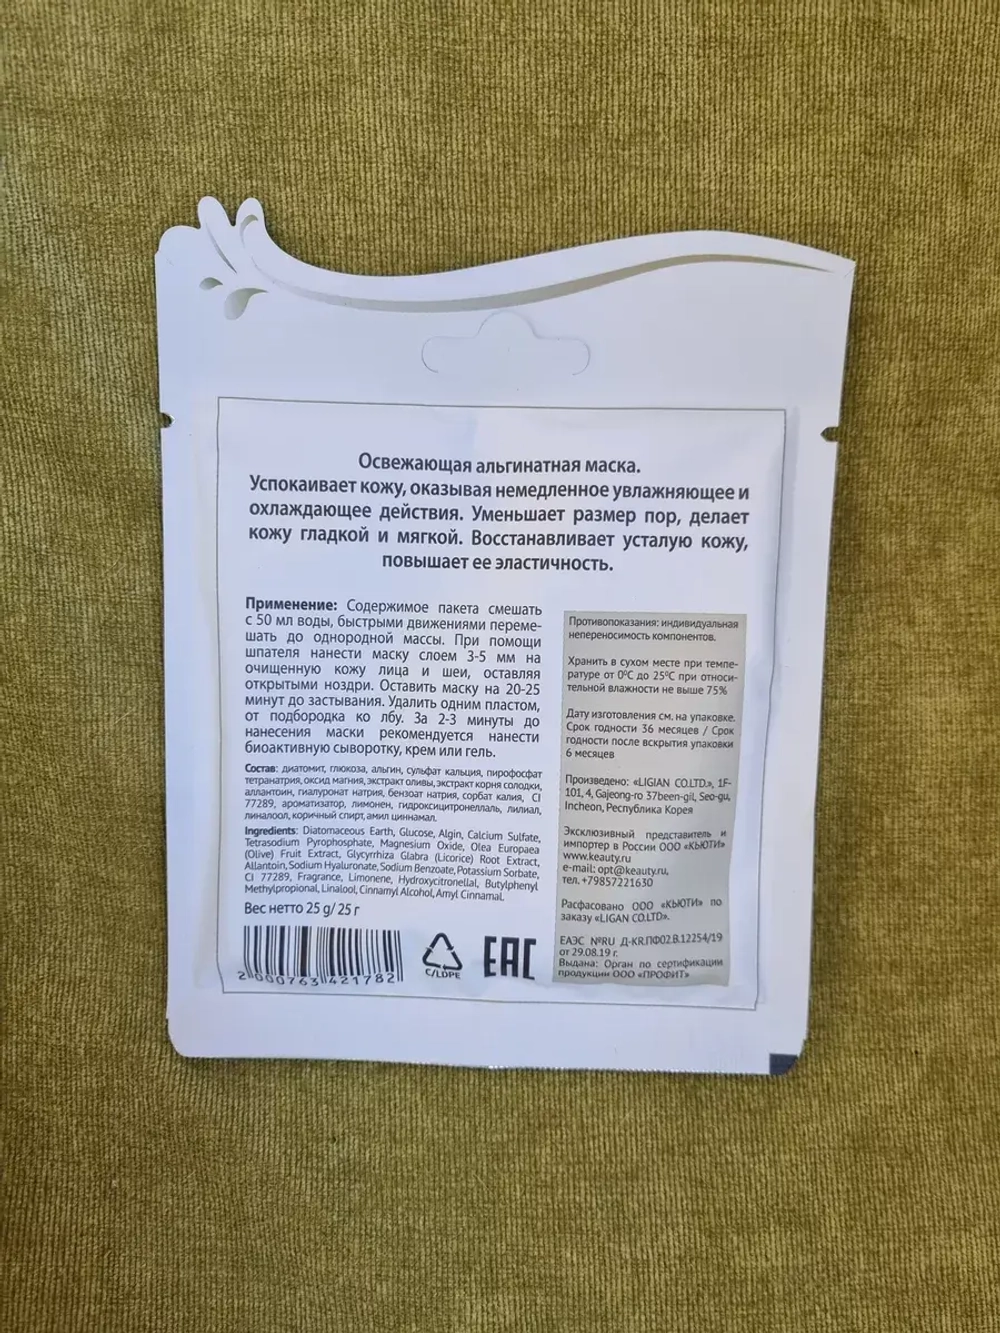 Освежающая альгинатная маска.
Успокаивает кожу, оказывая немедленное увлажняющее и
охлаждающее действия. Уменьшает размер пор, делает
кожу гладкой и мягкой. Восстанавливает усталую кожу,
повышает ее эластичность.
Применение: Содержимое пакета смешать
с 50 мл воды, быстрыми движениями переме-
шать до однородной массы. При помощи
шпателя нанести маску слоем 3-5 мм на
очищенную кожу лица и шеи, оставляя
открытыми ноздри. Оставить маску на 20-25
минут до застывания. Удалить одним пластом,
от подбородка ко лбу. За 2-3 минуты до
нанесения маски рекомендуется нанести
биоактивную сыворотку, крем или гель.
Состав: диатомит, глюкоза, альгин, сульфат кальция, пирофосфат
тетранатрия, оксид магния, экстракт оливы, экстракт корня солодки,
аллантоин, гиалуронат натрия, бензоат натрия, сорбат калия, CI
77289, ароматизатор, лимонен, гидроксицитронеллаль, лилиал,
линалоол, коричный спирт, амил циннамал.
Ingredients: Diatomaceous Earth, Glucose, Algin, Calcium Sulfate,
Tetrasodium Pyrophosphate, Magnesium Oxide, Olea Europaea
(Olive) Fruit Extract, Glycyrrhiza Glabra (Licorice) Root Extract,
Allantoin, Sodium Hyaluronate, Sodium Benzoate, Potassium Sorbate,
CI 77289, Fragrance, Limonene, Hydroxycitronellal, Butylphenyl
Methylpropional, Linalool, Cinnamyl Alcohol, Amyl Cinnamal.
Вес нетто 25 g/ 25 г
2 000763 421782
C/LDPE
EAC
Противопоказания: индивидуальная
непереносимость компонентов.
Хранить в сухом месте при темпе-
ратуре от 0°C до 25°C при относи-
тельной влажности не выше 75%
Дату изготовления см. на упаковке.
Срок годности 36 месяцев / Срок
годности после вскрытия упаковки
6 месяцев
Произведено: «LIGIAN CO.LTD.», 1F-
101, 4, Gajeong-ro 37been-gil, Seo-gu,
Incheon, Республика Корея
Эксклюзивный представитель и
импортер в России ООО «КЬЮТИ»
www.keauty.ru
e-mail: opt@keauty.ru,
тел. +79857221630
Расфасовано ООО «КЬЮТИ» по
заказу «LIGAN CO.LTD».
ЕАЭС №RU Д-KR.ПФ02.В.12254/19
от 29.08.19 г.
Выдана: Орган по сертификации
продукции ООО «ПРОФИТ»